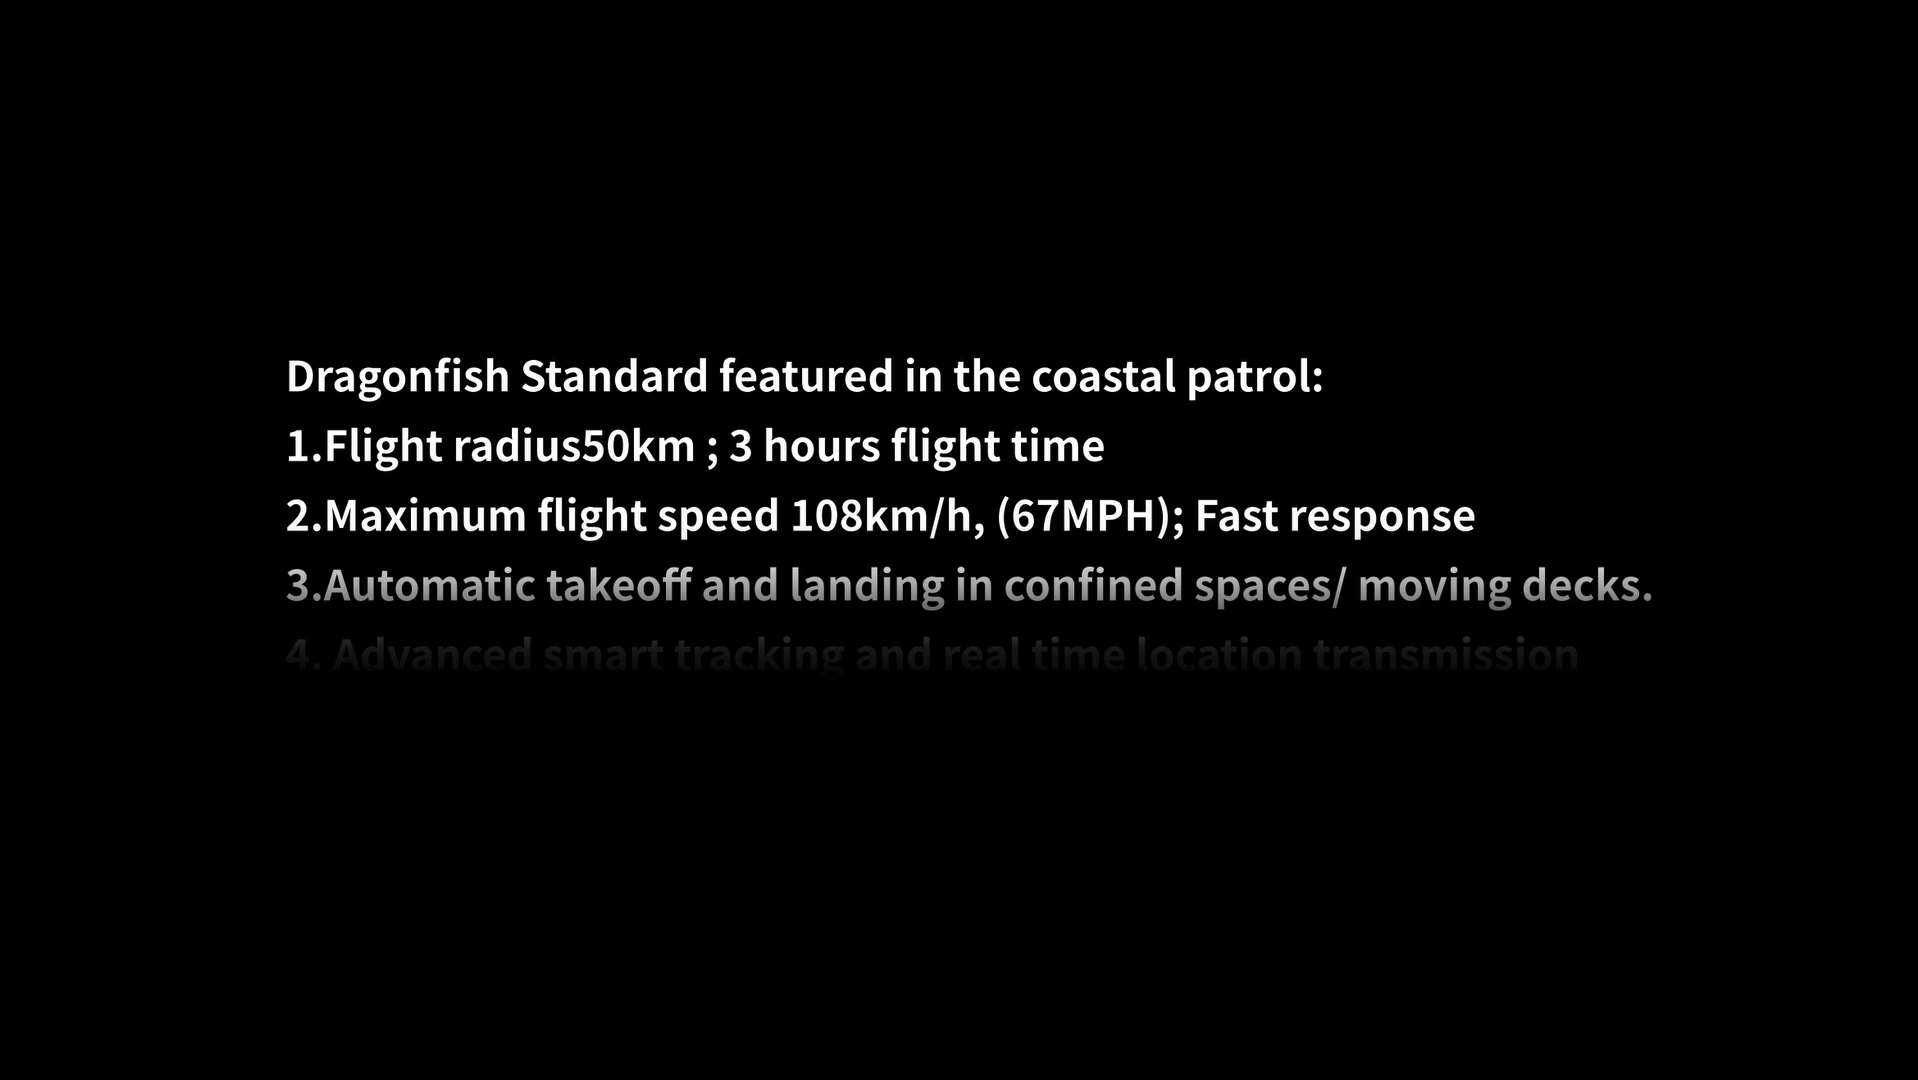 Dragonfish Standard featured in the coastal patrol:
1.Flight radius50km ; 3 hours flight time
2.Maximum flight speed 108km/h, (67MPH); Fast response
3.Automatic takeoff and landing in confined spaces/ moving decks.
4. Advanced smart tracking and real time location transmission